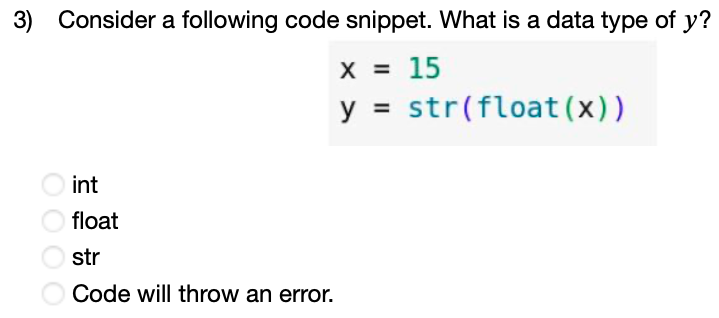 3) Consider a following code snippet. What is a data type of y?
x = 15
y = str(float(x))
int
float
str
Code will throw an error.